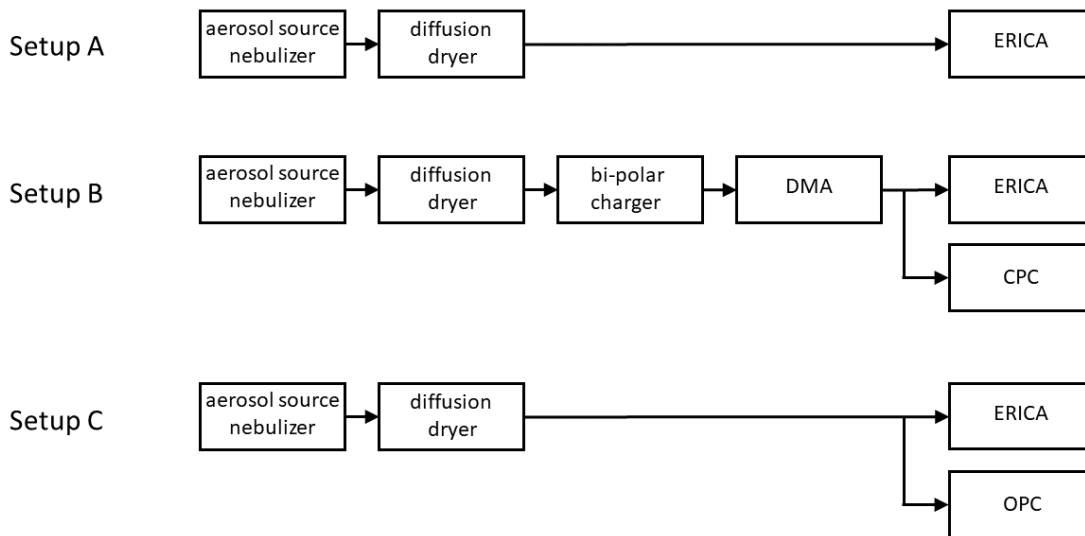 Setup A
aerosol source
nebulizer
diffusion
dryer
ERICA
Setup B
aerosol source
nebulizer
diffusion
dryer
bi-polar
charger
DMA
ERICA
CPC
Setup C
aerosol source
nebulizer
diffusion
dryer
ERICA
OPC